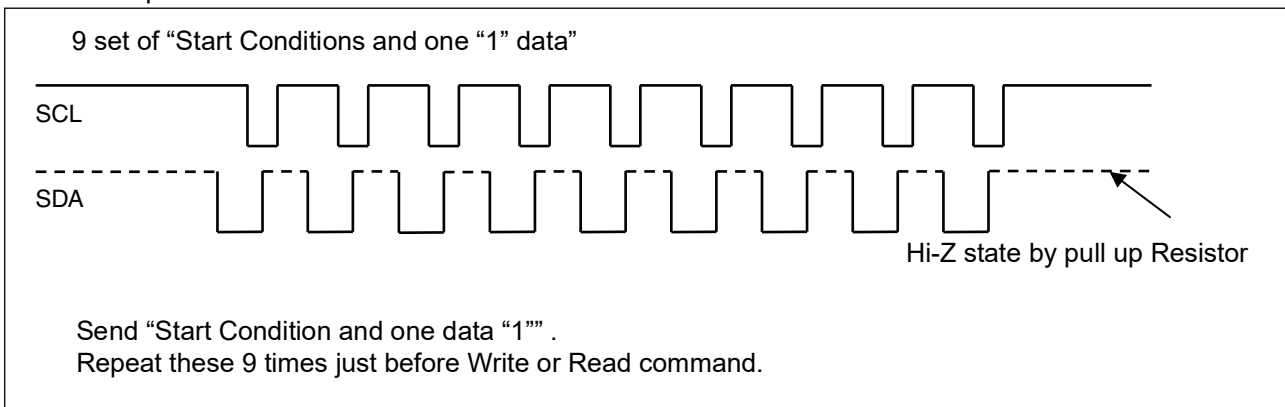 9 set of “Start Conditions and one “1” data”
SCL
SDA
Hi-Z state by pull up Resistor
Send “Start Condition and one data “1”” .
Repeat these 9 times just before Write or Read command.